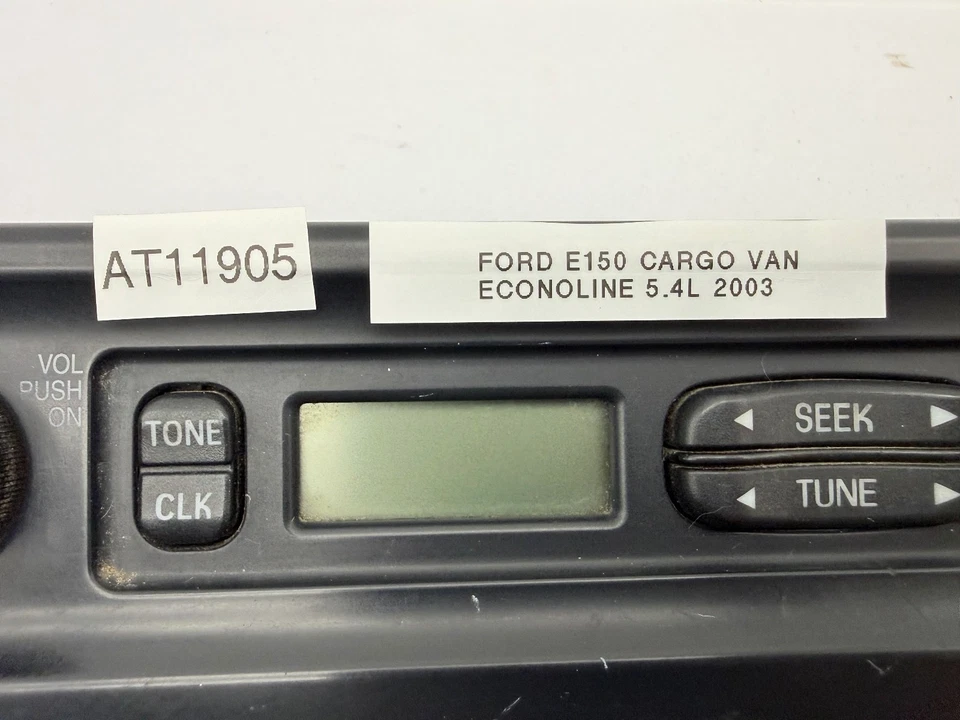 AT11905
FORD E150 CARGO VAN
ECONOLINE 5.4L 2003
VOL
PUSH
ON
TONE
CLK
◀ SEEK ▶
◀ TUNE ▶